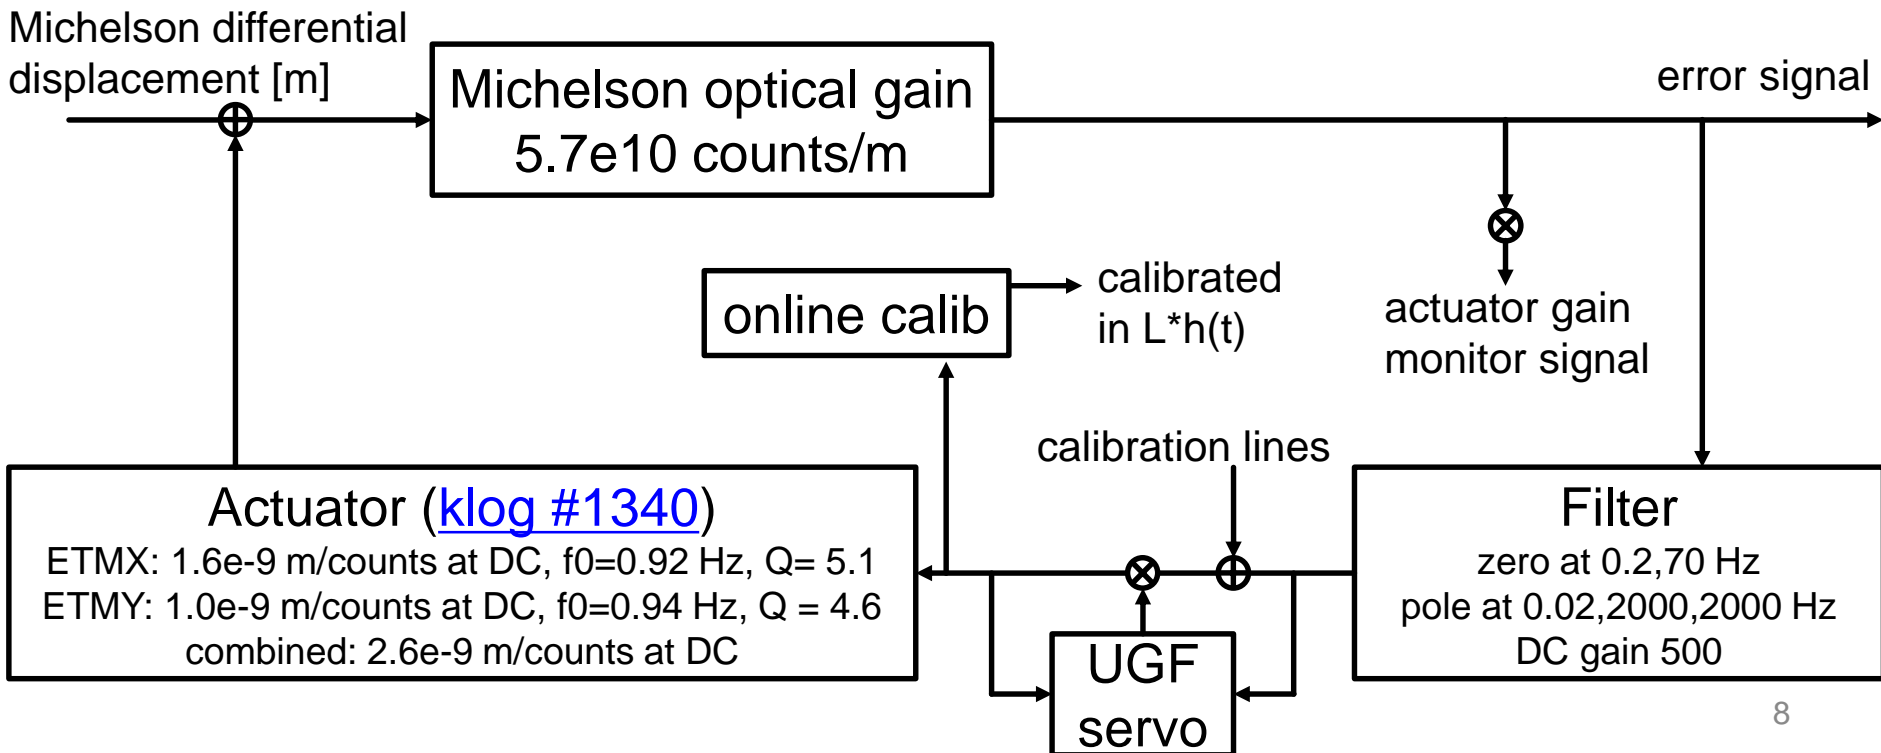 Michelson differential
displacement [m]
Michelson optical gain
5.7e10 counts/m
error signal
online calib
calibrated
in L*h(t)
actuator gain
monitor signal
calibration lines
Actuator (klog #1340)
ETMX: 1.6e-9 m/counts at DC, f0=0.92 Hz, Q= 5.1
ETMY: 1.0e-9 m/counts at DC, f0=0.94 Hz, Q = 4.6
combined: 2.6e-9 m/counts at DC
UGF
servo
Filter
zero at 0.2,70 Hz
pole at 0.02,2000,2000 Hz
DC gain 500
8